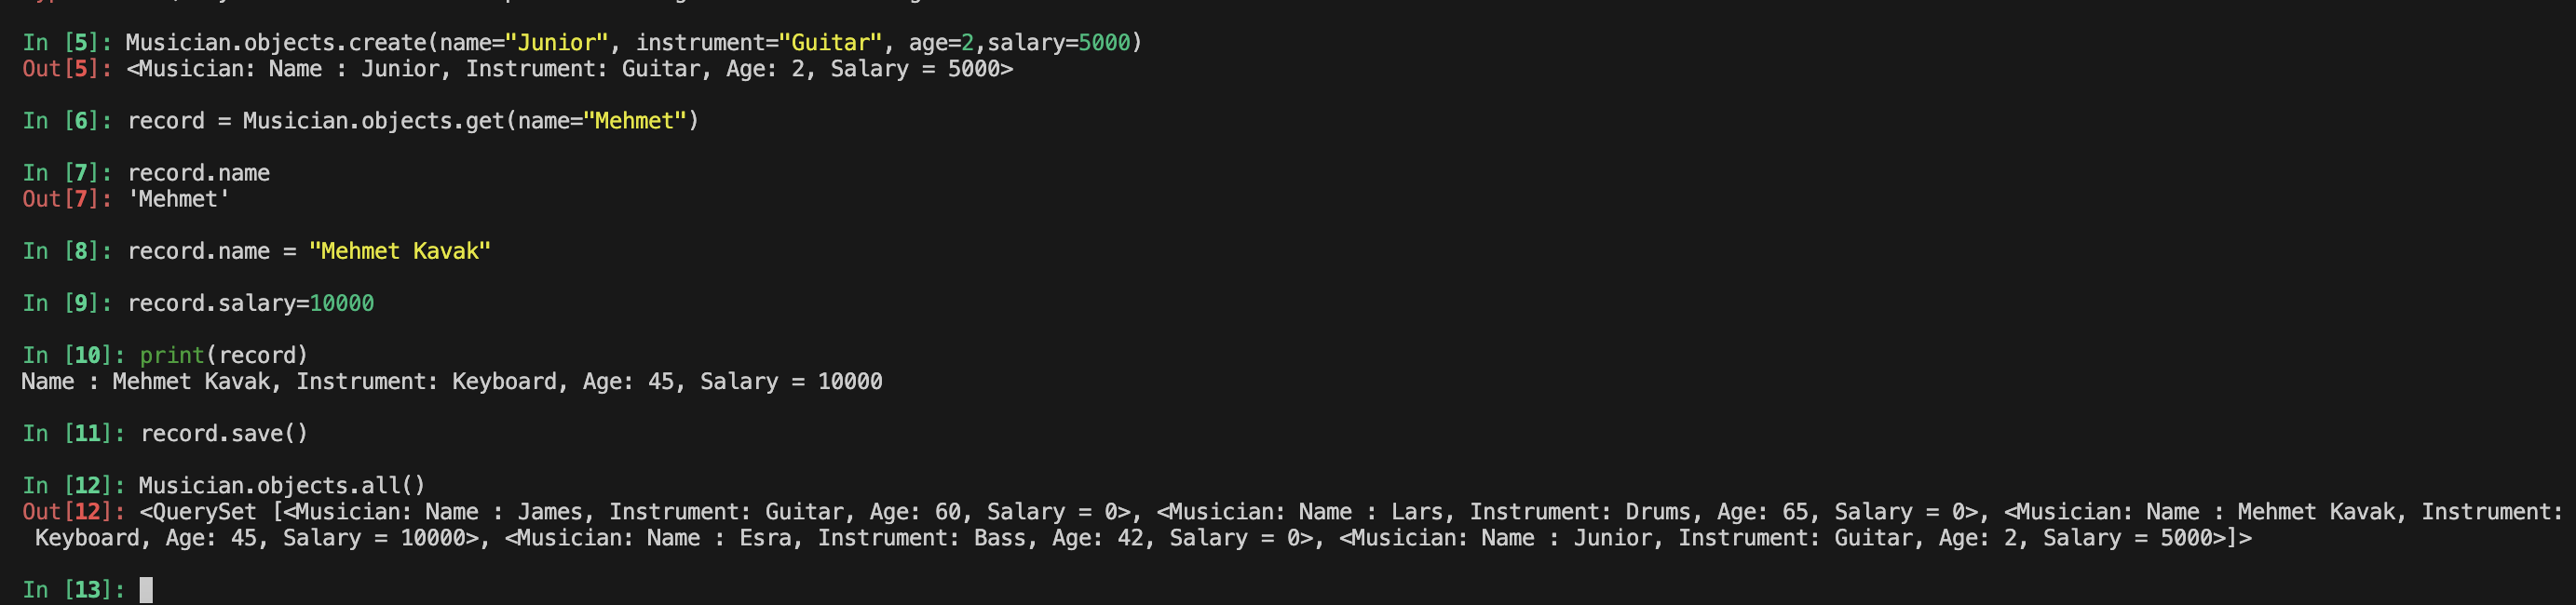 In [5]: Musician.objects.create(name="Junior", instrument="Guitar", age=2,salary=5000)
Out[5]: <Musician: Name : Junior, Instrument: Guitar, Age: 2, Salary = 5000>
In [6]: record = Musician.objects.get(name="Mehmet")
In [7]: record.name
Out[7]: 'Mehmet'
In [8]: record.name = "Mehmet Kavak"
In [9]: record.salary=10000
In [10]: print(record)
Name : Mehmet Kavak, Instrument: Keyboard, Age: 45, Salary = 10000
In [11]: record.save()
In [12]: Musician.objects.all()
Out[12]: <QuerySet [<Musician: Name : James, Instrument: Guitar, Age: 60, Salary = 0>, <Musician: Name : Lars, Instrument: Drums, Age: 65, Salary = 0>, <Musician: Name : Mehmet Kavak, Instrument:
Keyboard, Age: 45, Salary = 10000>, <Musician: Name : Esra, Instrument: Bass, Age: 42, Salary = 0>, <Musician: Name : Junior, Instrument: Guitar, Age: 2, Salary = 5000>]>
In [13]: